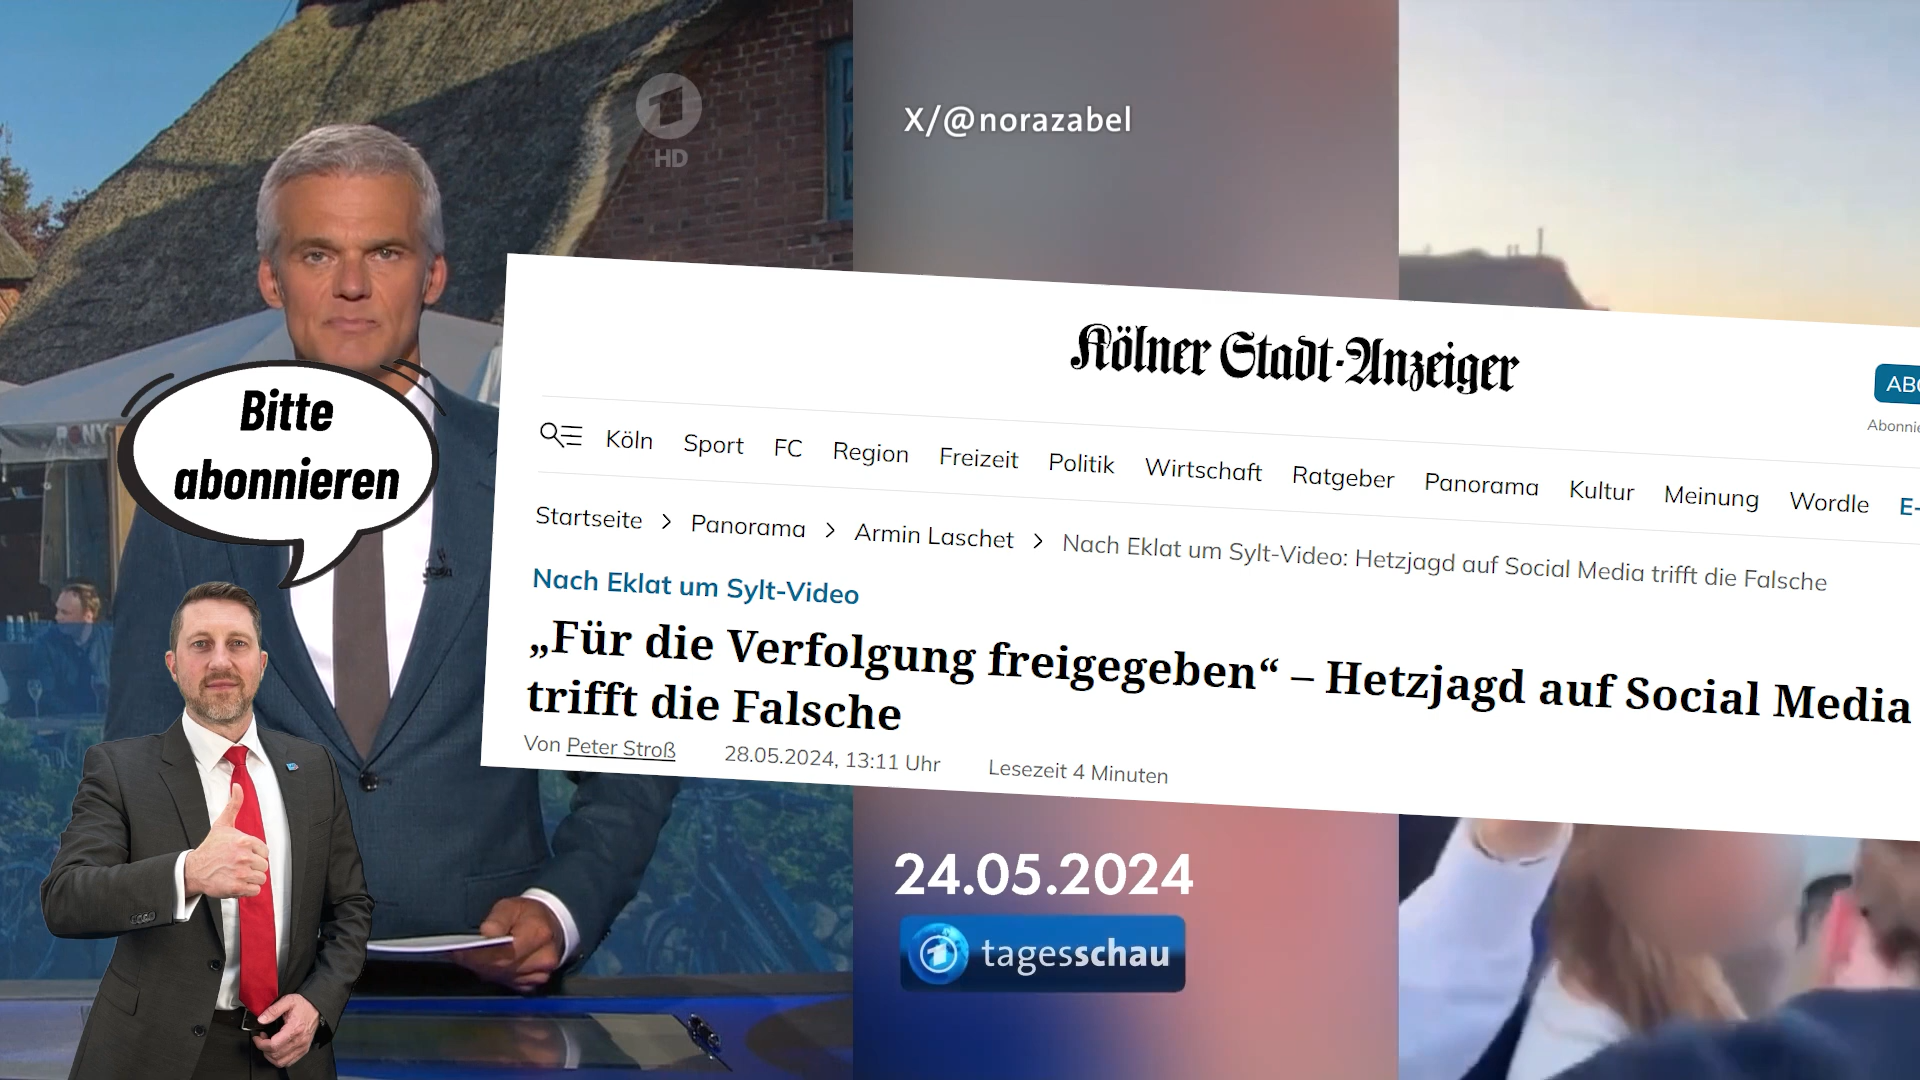 HD
X/@norazabel
Bitte
abonnieren
PONY
Kölner Stadt-Anzeiger
Köln Sport FC Region Freizeit Politik Wirtschaft Ratgeber Panorama Kultur Meinung Wordle
Startseite > Panorama > Armin Laschet > Nach Eklat um Sylt-Video: Hetzjagd auf Social Media trifft die Falsche
Nach Eklat um Sylt-Video
„Für die Verfolgung freigegeben“ – Hetzjagd auf Social Media
trifft die Falsche
Von Peter Stroß 28.05.2024, 13:11 Uhr Lesezeit 4 Minuten
24.05.2024
tagesschau